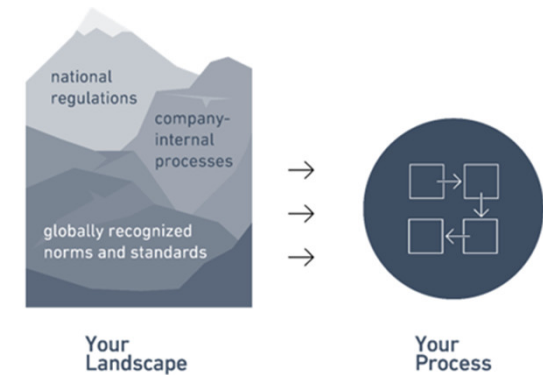 national
regulations
company-
internal
processes
globally recognized
norms and standards
Your
Landscape
Your
Process